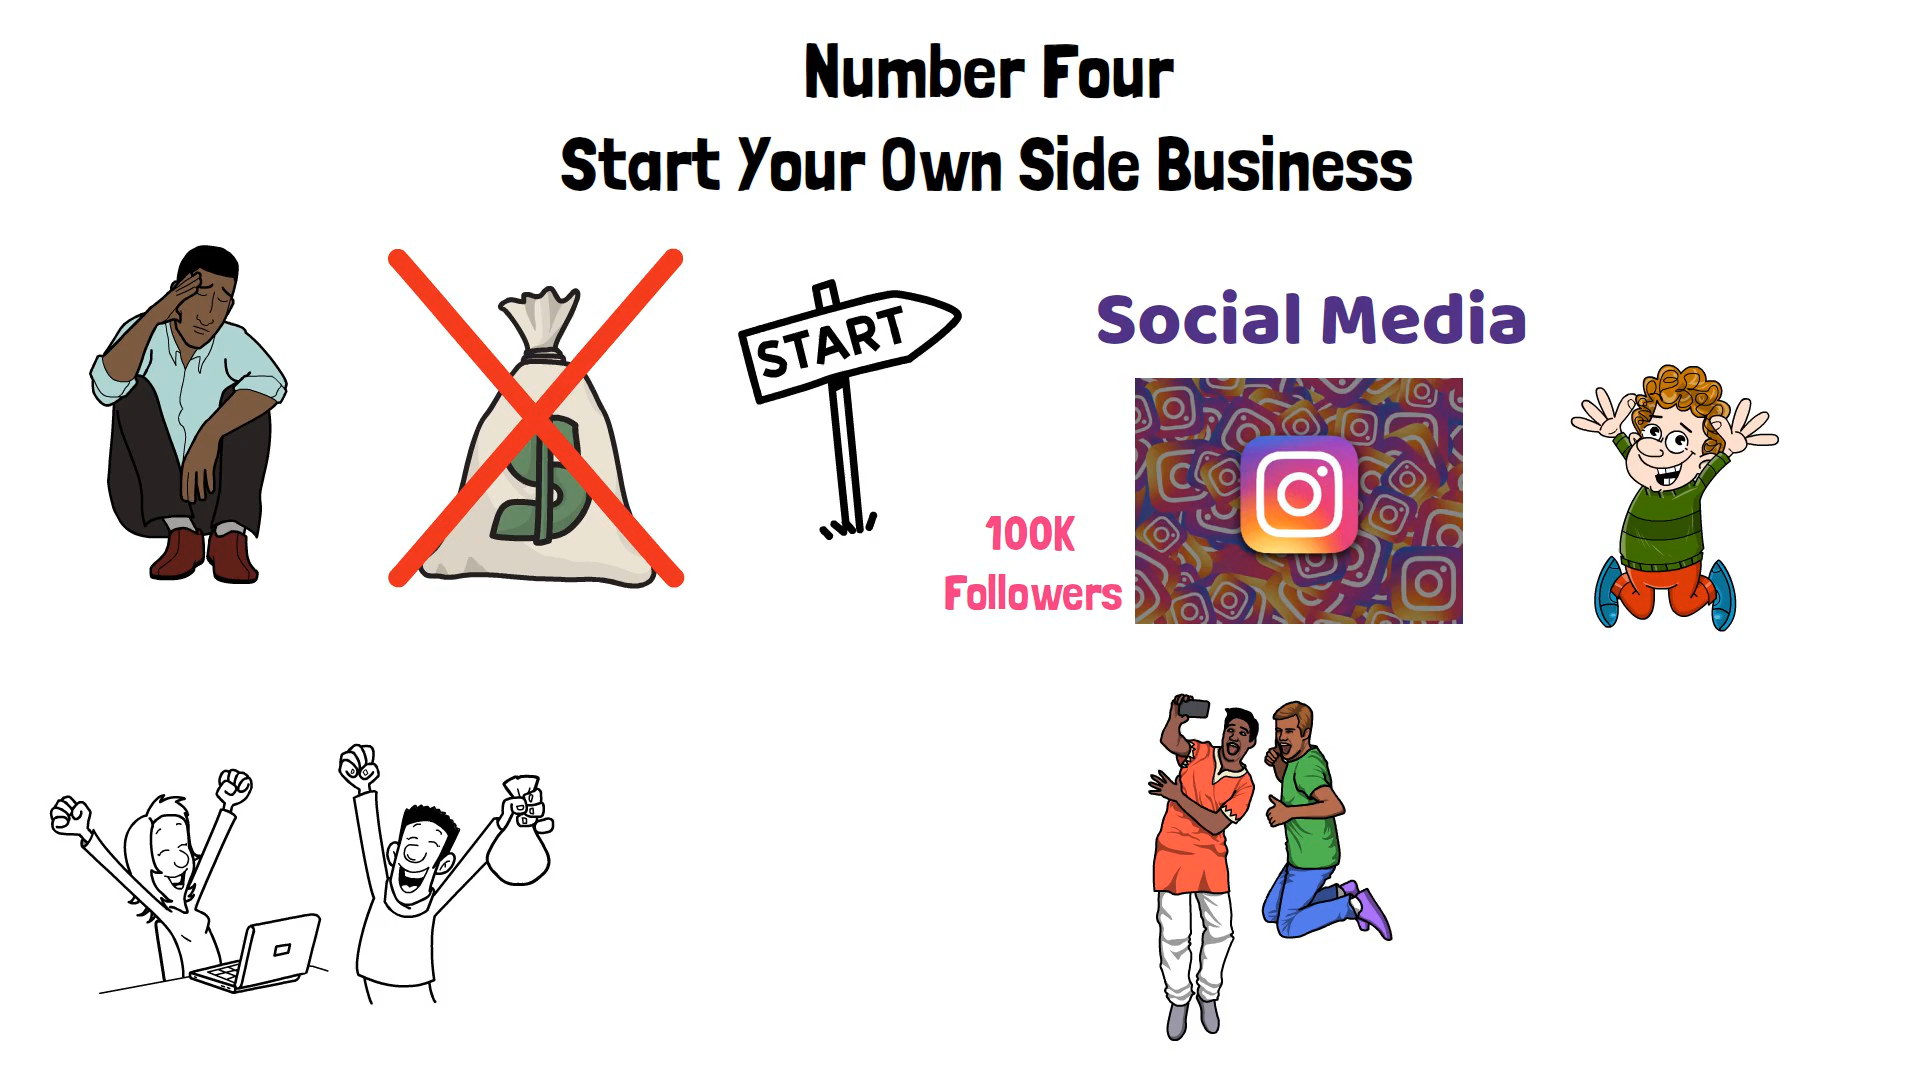 Number Four
Start Your Own Side Business
START
Social Media
100K
Followers
$